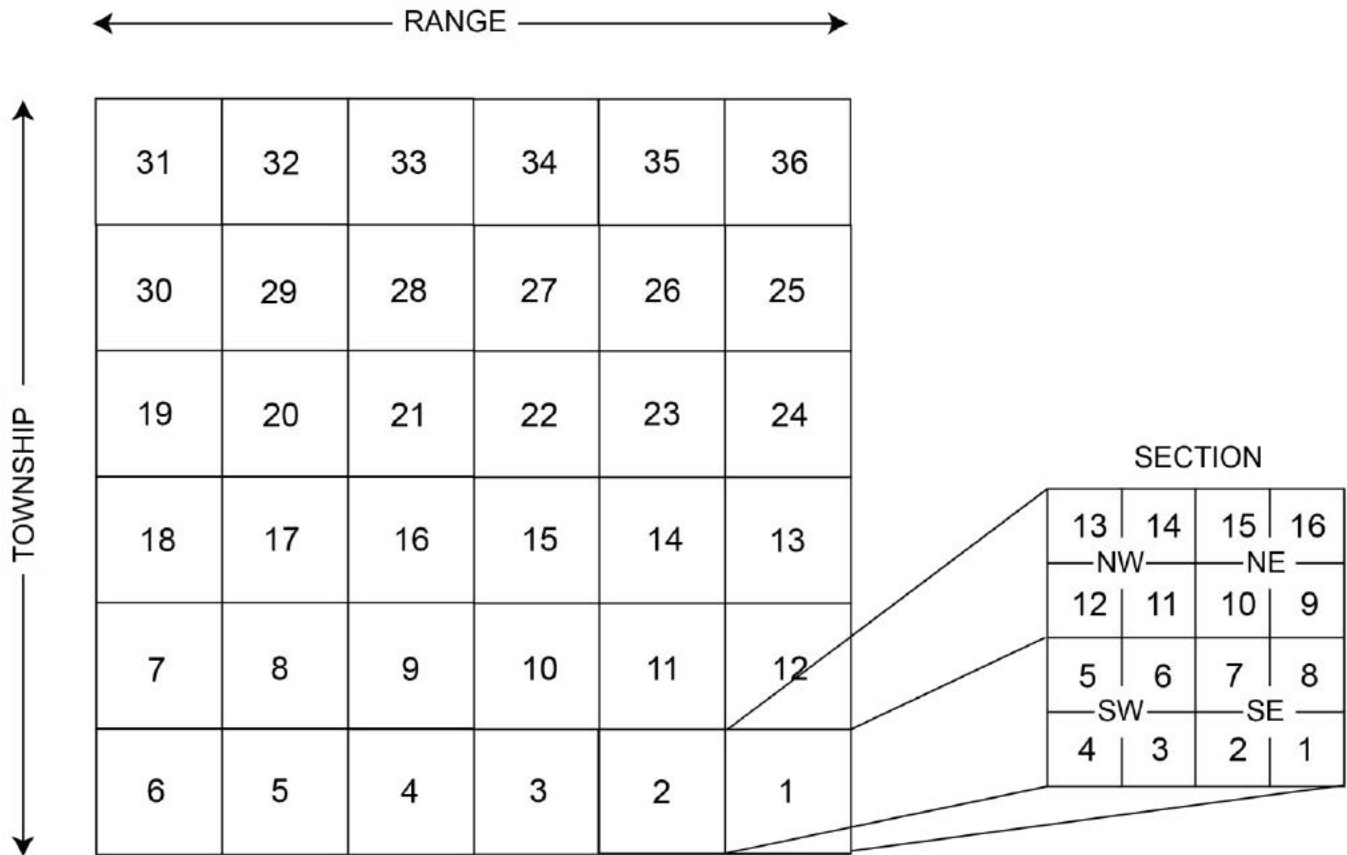 RANGE
TOWNSHIP
31 32 33 34 35 36
30 29 28 27 26 25
19 20 21 22 23 24
18 17 16 15 14 13
7 8 9 10 11 12
6 5 4 3 2 1
SECTION
13 14 15 16
NW NE
12 11 10 9
5 6 7 8
SW SE
4 3 2 1